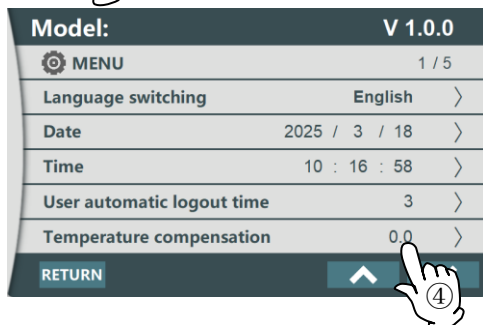 Model: V 1.0.0
MENU 1 / 5
Language switching English
Date 2025 / 3 / 18
Time 10 : 16 : 58
User automatic logout time 3
Temperature compensation 0.0
RETURN
④